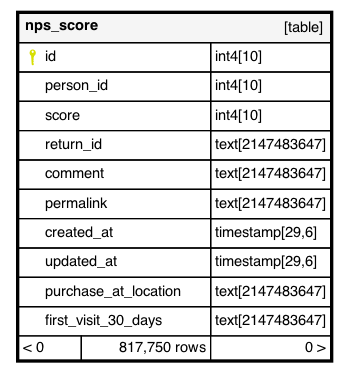 nps_score [table]
id int4[10]
person_id int4[10]
score int4[10]
return_id text[2147483647]
comment text[2147483647]
permalink text[2147483647]
created_at timestamp[29,6]
updated_at timestamp[29,6]
purchase_at_location text[2147483647]
first_visit_30_days text[2147483647]
< 0 817,750 rows 0 >